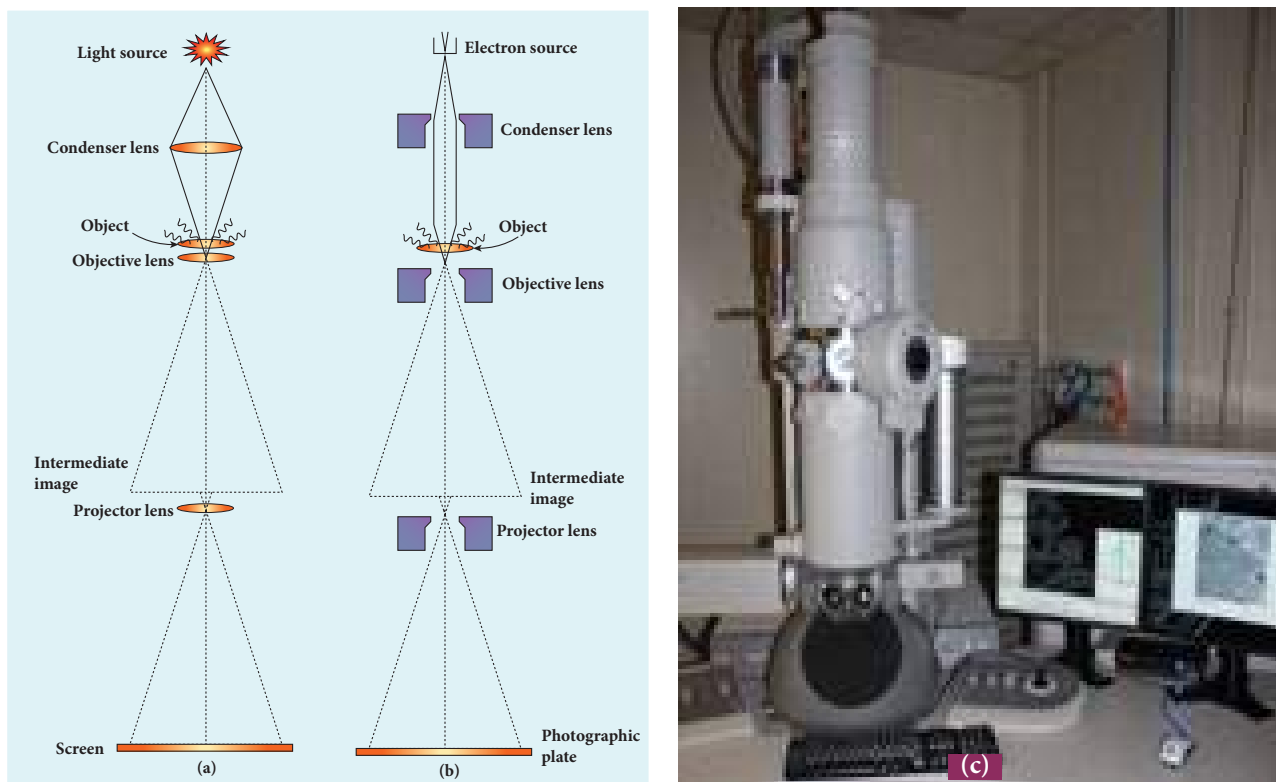 Light source
Condenser lens
Object
Objective lens
Intermediate
image
Projector lens
Screen
(a)
Electron source
Condenser lens
Object
Objective lens
Intermediate
image
Projector lens
Photographic
plate
(b)
(c)